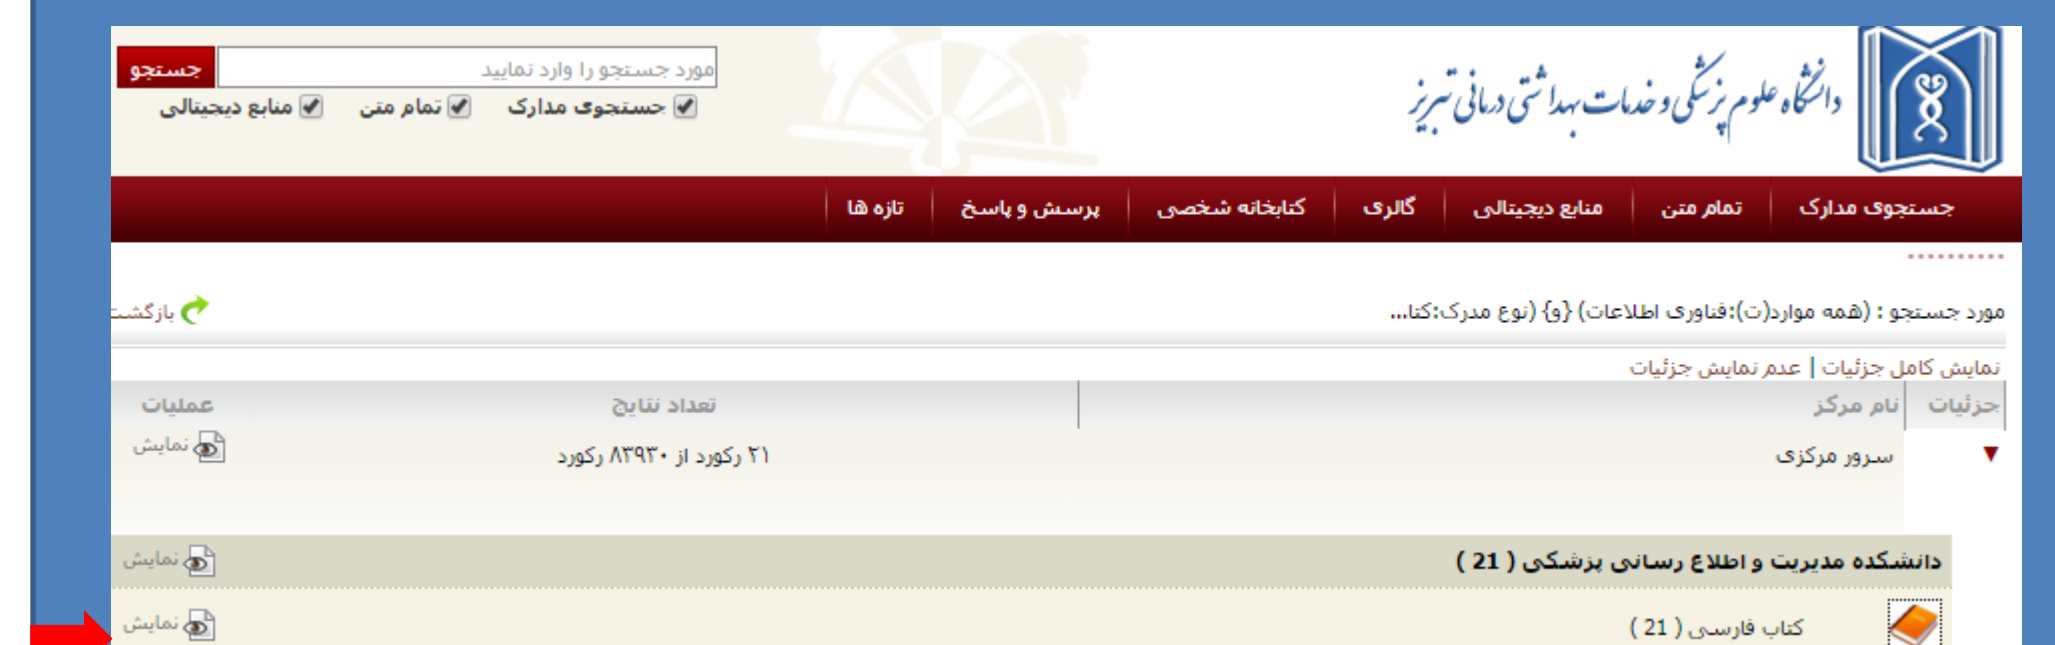 دانشگاه علوم پزشکی و خدمات بهداشتی درمانی تبریز
مورد جستجو را وارد نمایید
جستجو
جستجوی مدارک تمام متن منابع دیجیتالی
جستجوی مدارک تمام متن منابع دیجیتالی گالری کتابخانه شخصی پرسش و پاسخ تازه ها
مورد جستجو : (همه موارد(ت):فناوری اطلاعات) {و} (نوع مدرک:کتا...
بازگشت
نمایش کامل جزئیات | عدم نمایش جزئیات
جزئیات نام مرکز تعداد نتایج عملیات
سرور مرکزی ۲۱ رکورد از ۸۳۹۳۰ رکورد نمایش
دانشکده مدیریت و اطلاع رسانی پزشکی ( 21 ) نمایش
کتاب فارسی ( 21 ) نمایش